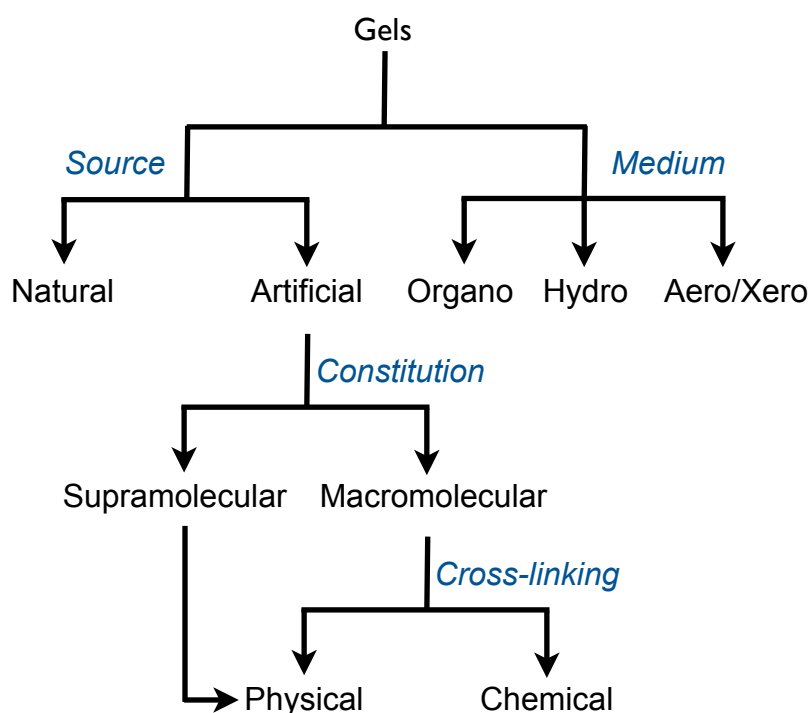 Gels
Source
Medium
Natural
Artificial
Organo
Hydro
Aero/Xero
Constitution
Supramolecular
Macromolecular
Cross-linking
Physical
Chemical